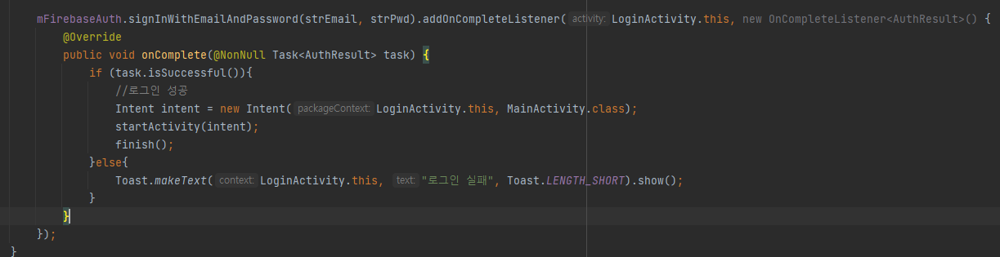 mFirebaseAuth.signInWithEmailAndPassword(strEmail, strPwd).addOnCompleteListener( activity: LoginActivity.this, new OnCompleteListener<AuthResult>() {
@Override
public void onComplete(@NonNull Task<AuthResult> task) {
if (task.isSuccessful()){
//로그인 성공
Intent intent = new Intent( packageContext: LoginActivity.this, MainActivity.class);
startActivity(intent);
finish();
}else{
Toast.makeText( context: LoginActivity.this, text: "로그인 실패", Toast.LENGTH_SHORT).show();
}
}
});
}